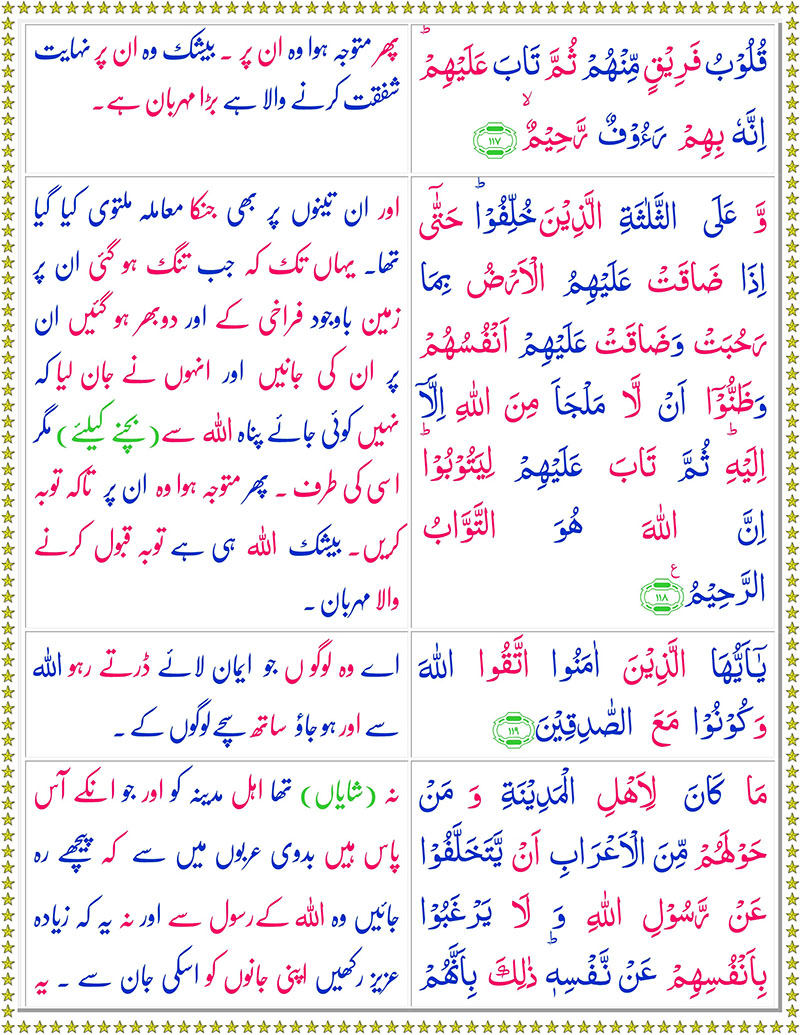 قُلُوْبُ فَرِيْقٍ مِّنْهُمْ ثُمَّ تَابَ عَلَيْهِمْ ؕ
اِنَّهٗ بِهِمْ رَءُوْفٌ رَّحِيْمٌ ۙ ﴿۱۱۷﴾
پھر متوجہ ہوا وہ ان پر ۔ بیشک وہ ان پر نہایت
شفقت کرنے والا ہے بڑا مہربان ہے۔
وَّ عَلَى الثَّلٰثَةِ الَّذِيْنَ خُلِّفُوْا ؕ حَتّٰۤى
اِذَا ضَاقَتْ عَلَيْهِمُ الْاَرْضُ بِمَا
رَحُبَتْ وَضَاقَتْ عَلَيْهِمْ اَنْفُسُهُمْ
وَظَنُّوْۤا اَنْ لَّا مَلْجَاَ مِنَ اللّٰهِ اِلَّاۤ
اِلَيْهِ ؕ ثُمَّ تَابَ عَلَيْهِمْ لِيَتُوْبُوْا ؕ
اِنَّ اللّٰهَ هُوَ التَّوَّابُ
الرَّحِيْمُ ﴿۱۱۸﴾ ع
اور ان تینوں پر بھی جنکا معاملہ ملتوی کیا گیا
تھا۔ یہاں تک کہ جب تنگ ہو گئی ان پر
زمین باوجود فراخی کے اور دوبھر ہو گئیں ان
پر ان کی جانیں اور انہوں نے جان لیا کہ
نہیں کوئی جائے پناہ اللہ سے (بچنے کیلئے) مگر
اسی کی طرف ۔ پھر متوجہ ہوا وہ ان پر تاکہ توبہ
کریں۔ بیشک اللہ ہی ہے توبہ قبول کرنے
والا مہربان ۔
يٰۤاَيُّهَا الَّذِيْنَ اٰمَنُوا اتَّقُوا اللّٰهَ
وَكُوْنُوْا مَعَ الصّٰدِقِيْنَ ﴿۱۱۹﴾
اے وہ لوگو ں جو ایمان لائے ڈرتے رہو اللہ
سے اور ہو جاؤ ساتھ سچے لوگوں کے ۔
مَا كَانَ لِاَهْلِ الْمَدِيْنَةِ وَ مَنْ
حَوْلَهُمْ مِّنَ الْاَعْرَابِ اَنْ يَّتَخَلَّفُوْا
عَنْ رَّسُوْلِ اللّٰهِ وَ لَا يَرْغَبُوْا
بِاَنْفُسِهِمْ عَنْ نَّفْسِهٖ ؕ ذٰلِكَ بِاَنَّهُمْ
نہ (شایاں) تھا اہل مدینہ کو اور جو انکے آس
پاس ہیں بدوی عربوں میں سے کہ پیچھے رہ
جائیں وہ اللہ کے رسول سے اور نہ یہ کہ زیادہ
عزیز رکھیں اپنی جانوں کو اسکی جان سے ۔ یہ